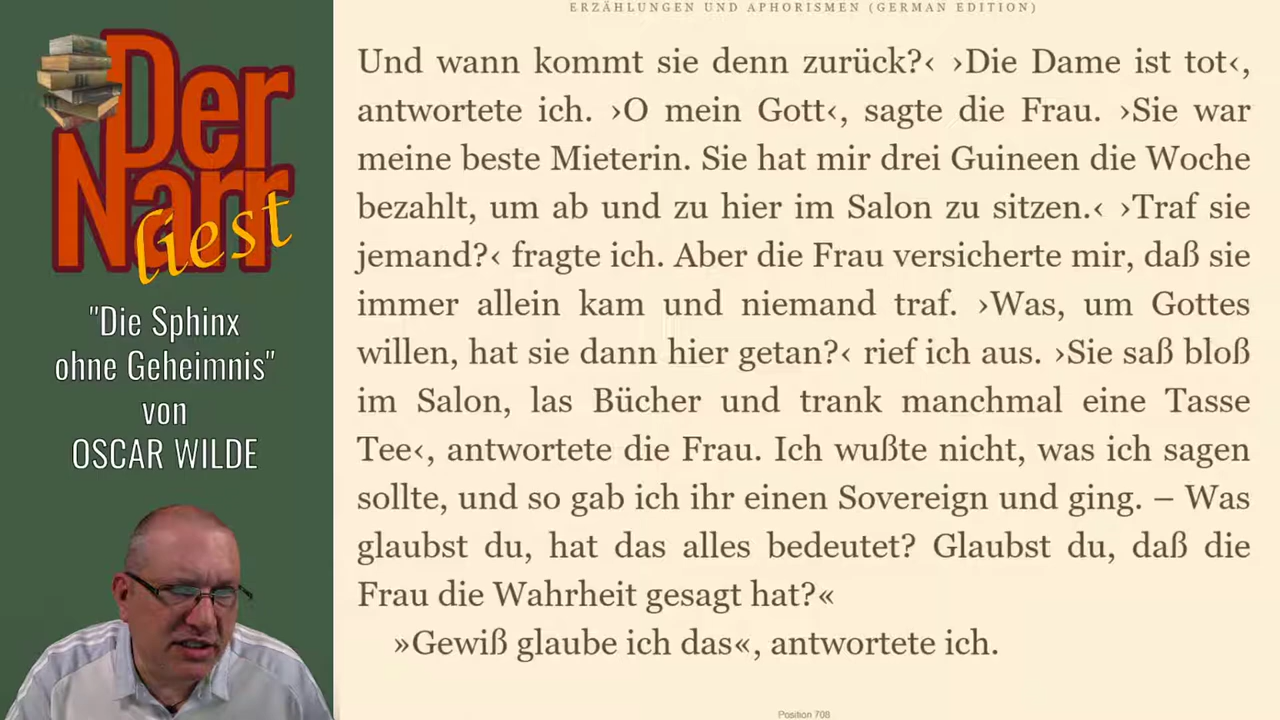 Der
Narr
liest
"Die Sphinx
ohne Geheimnis"
von
OSCAR WILDE
ERZÄHLUNGEN UND APHORISMEN (GERMAN EDITION)
Und wann kommt sie denn zurück?‹ ›Die Dame ist tot‹,
antwortete ich. ›O mein Gott‹, sagte die Frau. ›Sie war
meine beste Mieterin. Sie hat mir drei Guineen die Woche
bezahlt, um ab und zu hier im Salon zu sitzen.‹ ›Traf sie
jemand?‹ fragte ich. Aber die Frau versicherte mir, daß sie
immer allein kam und niemand traf. ›Was, um Gottes
willen, hat sie dann hier getan?‹ rief ich aus. ›Sie saß bloß
im Salon, las Bücher und trank manchmal eine Tasse
Tee‹, antwortete die Frau. Ich wußte nicht, was ich sagen
sollte, und so gab ich ihr einen Sovereign und ging. – Was
glaubst du, hat das alles bedeutet? Glaubst du, daß die
Frau die Wahrheit gesagt hat?«
»Gewiß glaube ich das«, antwortete ich.
Position 708